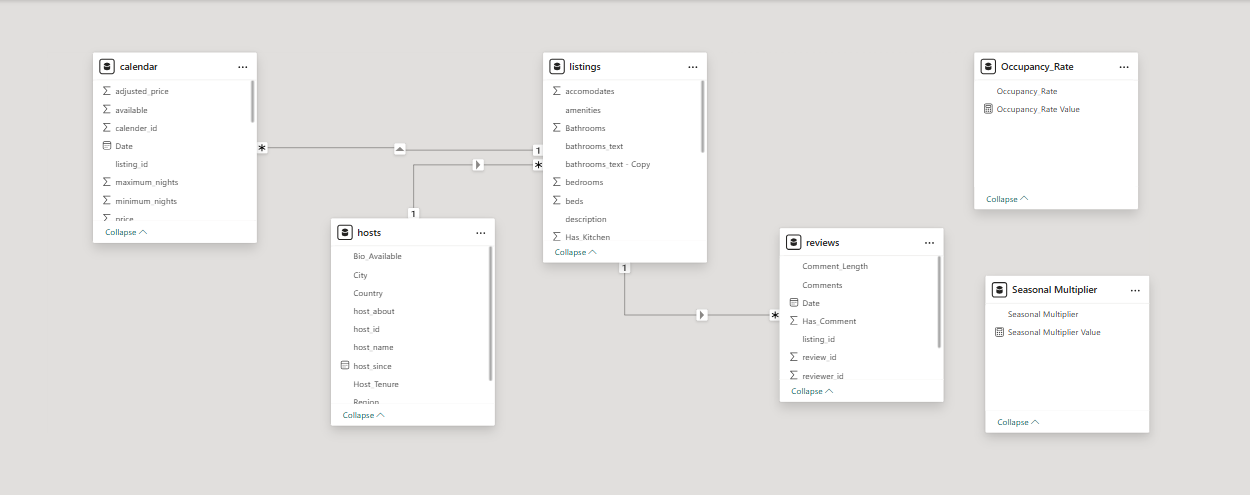 calendar
adjusted_price
available
calender_id
Date
listing_id
maximum_nights
minimum_nights
price
Collapse
*
1
hosts
Bio_Available
City
Country
host_about
host_id
host_name
host_since
Host_Tenure
Region
Collapse
1
*
listings
accomodates
amenities
Bathrooms
bathrooms_text
bathrooms_text - Copy
bedrooms
beds
description
Has_Kitchen
Collapse
1
*
reviews
Comment_Length
Comments
Date
Has_Comment
listing_id
review_id
reviewer_id
Collapse
Occupancy_Rate
Occupancy_Rate
Occupancy_Rate Value
Collapse
Seasonal Multiplier
Seasonal Multiplier
Seasonal Multiplier Value
Collapse